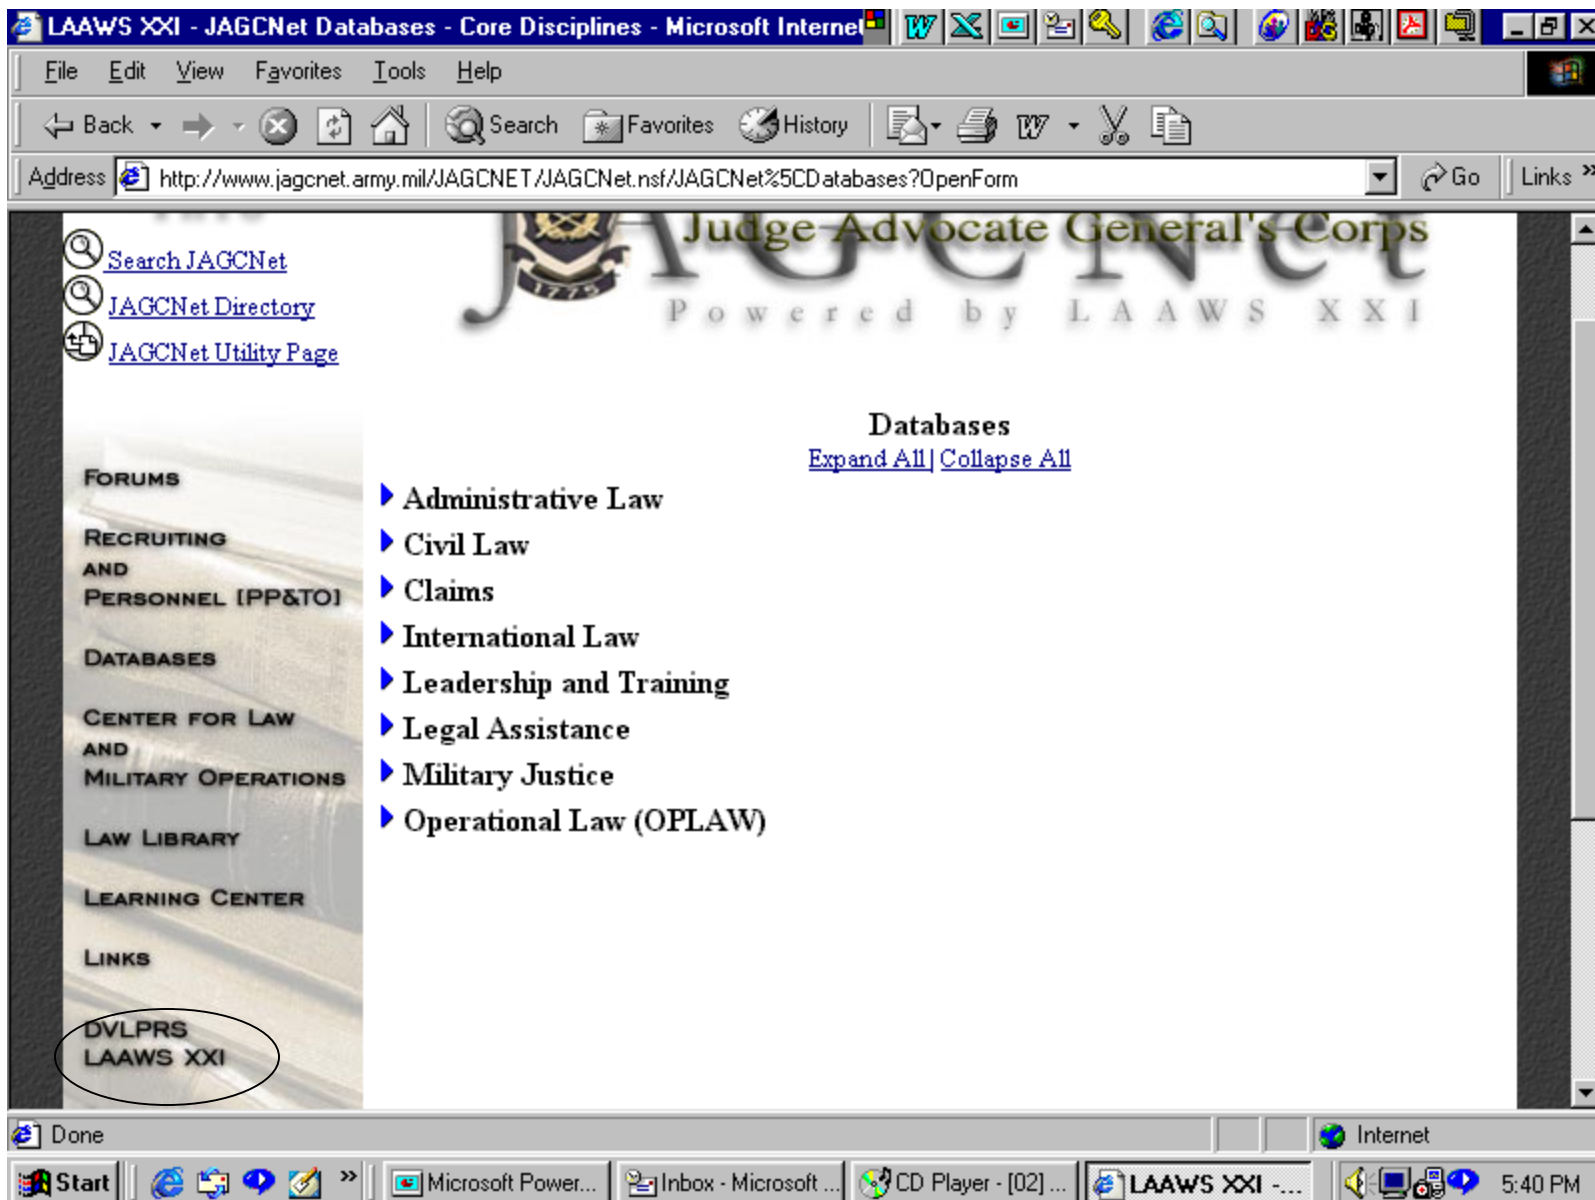 LAAWS XXI - JAGCNet Databases - Core Disciplines - Microsoft Internet
File Edit View Favorites Tools Help
Back Search Favorites History
Address http://www.jagcnet.army.mil/JAGCNET/JAGCNet.nsf/JAGCNet%5CDatabases?OpenForm Go Links »
Search JAGCNet
JAGCNet Directory
JAGCNet Utility Page
JAGCNet
Judge Advocate General's Corps
1775
Powered by LAAWS XXI
FORUMS
RECRUITING
AND
PERSONNEL [PP&TO]
DATABASES
CENTER FOR LAW
AND
MILITARY OPERATIONS
LAW LIBRARY
LEARNING CENTER
LINKS
DVLPRS
LAAWS XXI
Databases
Expand All | Collapse All
Administrative Law
Civil Law
Claims
International Law
Leadership and Training
Legal Assistance
Military Justice
Operational Law (OPLAW)
Done Internet
Start » Microsoft Power... Inbox - Microsoft ... CD Player - [02] ... LAAWS XXI -... 5:40 PM